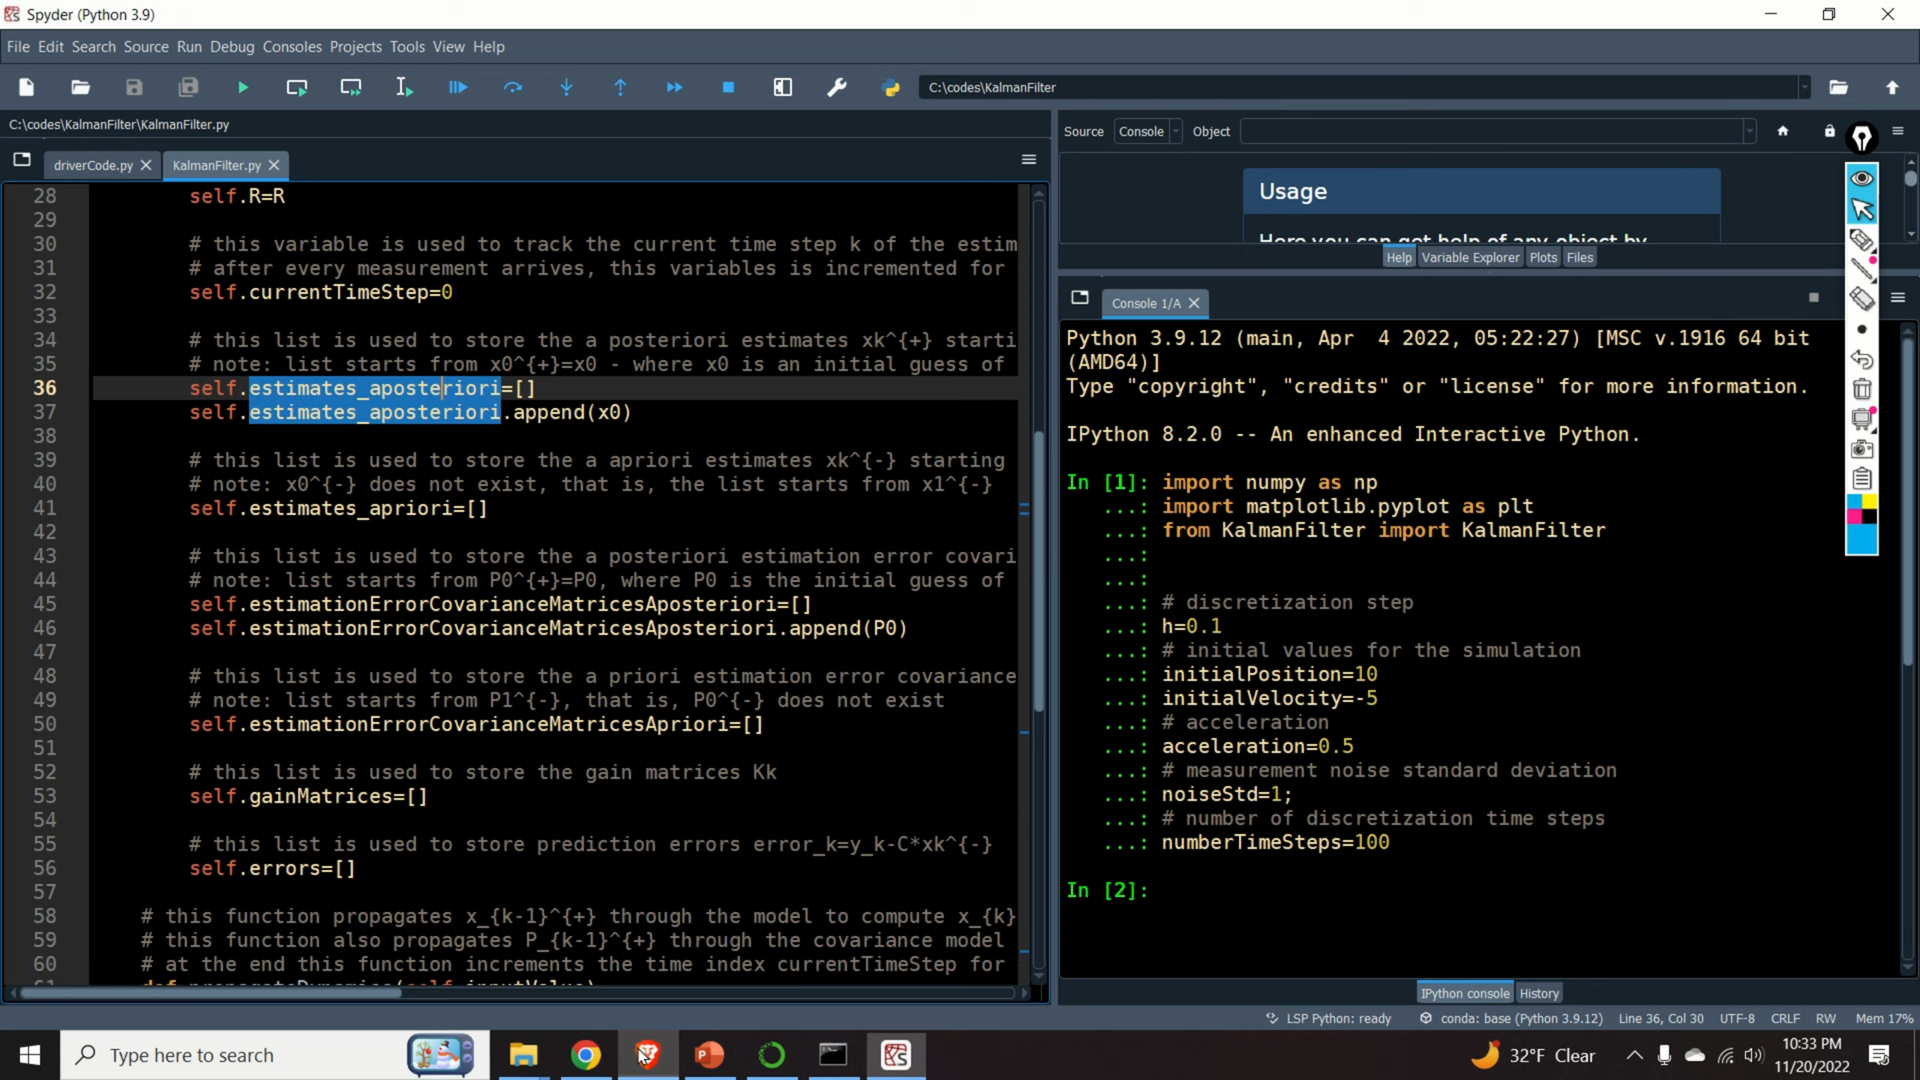 Spyder (Python 3.9)
File Edit Search Source Run Debug Consoles Projects Tools View Help
C:\codes\KalmanFilter
C:\codes\KalmanFilter\KalmanFilter.py
driverCode.py
KalmanFilter.py
28 self.R=R
29
30 # this variable is used to track the current time step k of the estim
31 # after every measurement arrives, this variables is incremented for
32 self.currentTimeStep=0
33
34 # this list is used to store the a posteriori estimates xk^{+} starti
35 # note: list starts from x0^{+}=x0 - where x0 is an initial guess of
36 self.estimates_aposteriori=[]
37 self.estimates_aposteriori.append(x0)
38
39 # this list is used to store the a apriori estimates xk^{-} starting
40 # note: x0^{-} does not exist, that is, the list starts from x1^{-}
41 self.estimates_apriori=[]
42
43 # this list is used to store the a posteriori estimation error covari
44 # note: list starts from P0^{+}=P0, where P0 is the initial guess of
45 self.estimationErrorCovarianceMatricesAposteriori=[]
46 self.estimationErrorCovarianceMatricesAposteriori.append(P0)
47
48 # this list is used to store the a priori estimation error covariance
49 # note: list starts from P1^{-}, that is, P0^{-} does not exist
50 self.estimationErrorCovarianceMatricesApriori=[]
51
52 # this list is used to store the gain matrices Kk
53 self.gainMatrices=[]
54
55 # this list is used to store prediction errors error_k=y_k-C*xk^{-}
56 self.errors=[]
57
58 # this function propagates x_{k-1}^{+} through the model to compute x_{k}
59 # this function also propagates P_{k-1}^{+} through the covariance model
60 # at the end this function increments the time index currentTimeStep for
61 def propagateDynamics(self,inputValue):
Source Console Object
Usage
Here you can get help of any object by
Help Variable Explorer Plots Files
Console 1/A
Python 3.9.12 (main, Apr 4 2022, 05:22:27) [MSC v.1916 64 bit
(AMD64)]
Type "copyright", "credits" or "license" for more information.
IPython 8.2.0 -- An enhanced Interactive Python.
In [1]: import numpy as np
...: import matplotlib.pyplot as plt
...: from KalmanFilter import KalmanFilter
...:
...:
...: # discretization step
...: h=0.1
...: # initial values for the simulation
...: initialPosition=10
...: initialVelocity=-5
...: # acceleration
...: acceleration=0.5
...: # measurement noise standard deviation
...: noiseStd=1;
...: # number of discretization time steps
...: numberTimeSteps=100
In [2]:
IPython console History
LSP Python: ready conda: base (Python 3.9.12) Line 36, Col 30 UTF-8 CRLF RW Mem 17%
Type here to search
32°F Clear
10:33 PM
11/20/2022